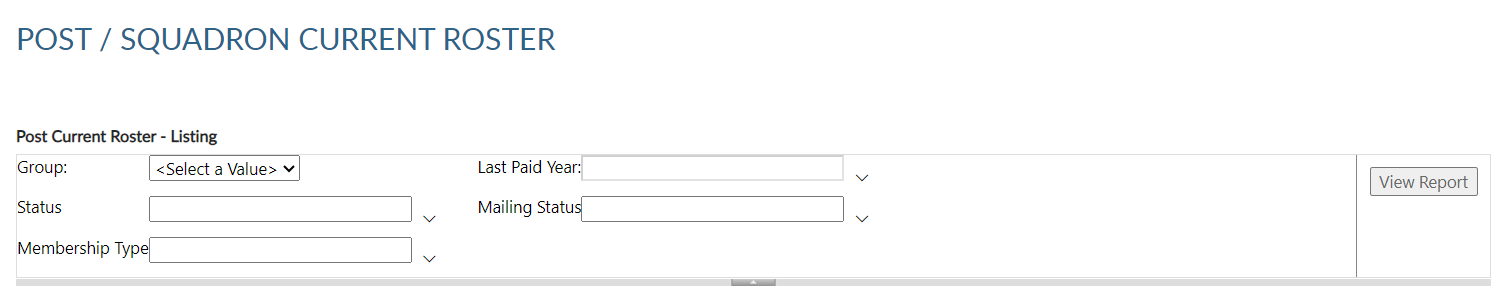 POST / SQUADRON CURRENT ROSTER
Post Current Roster - Listing
Group: <Select a Value> Last Paid Year: View Report
Status Mailing Status
Membership Type